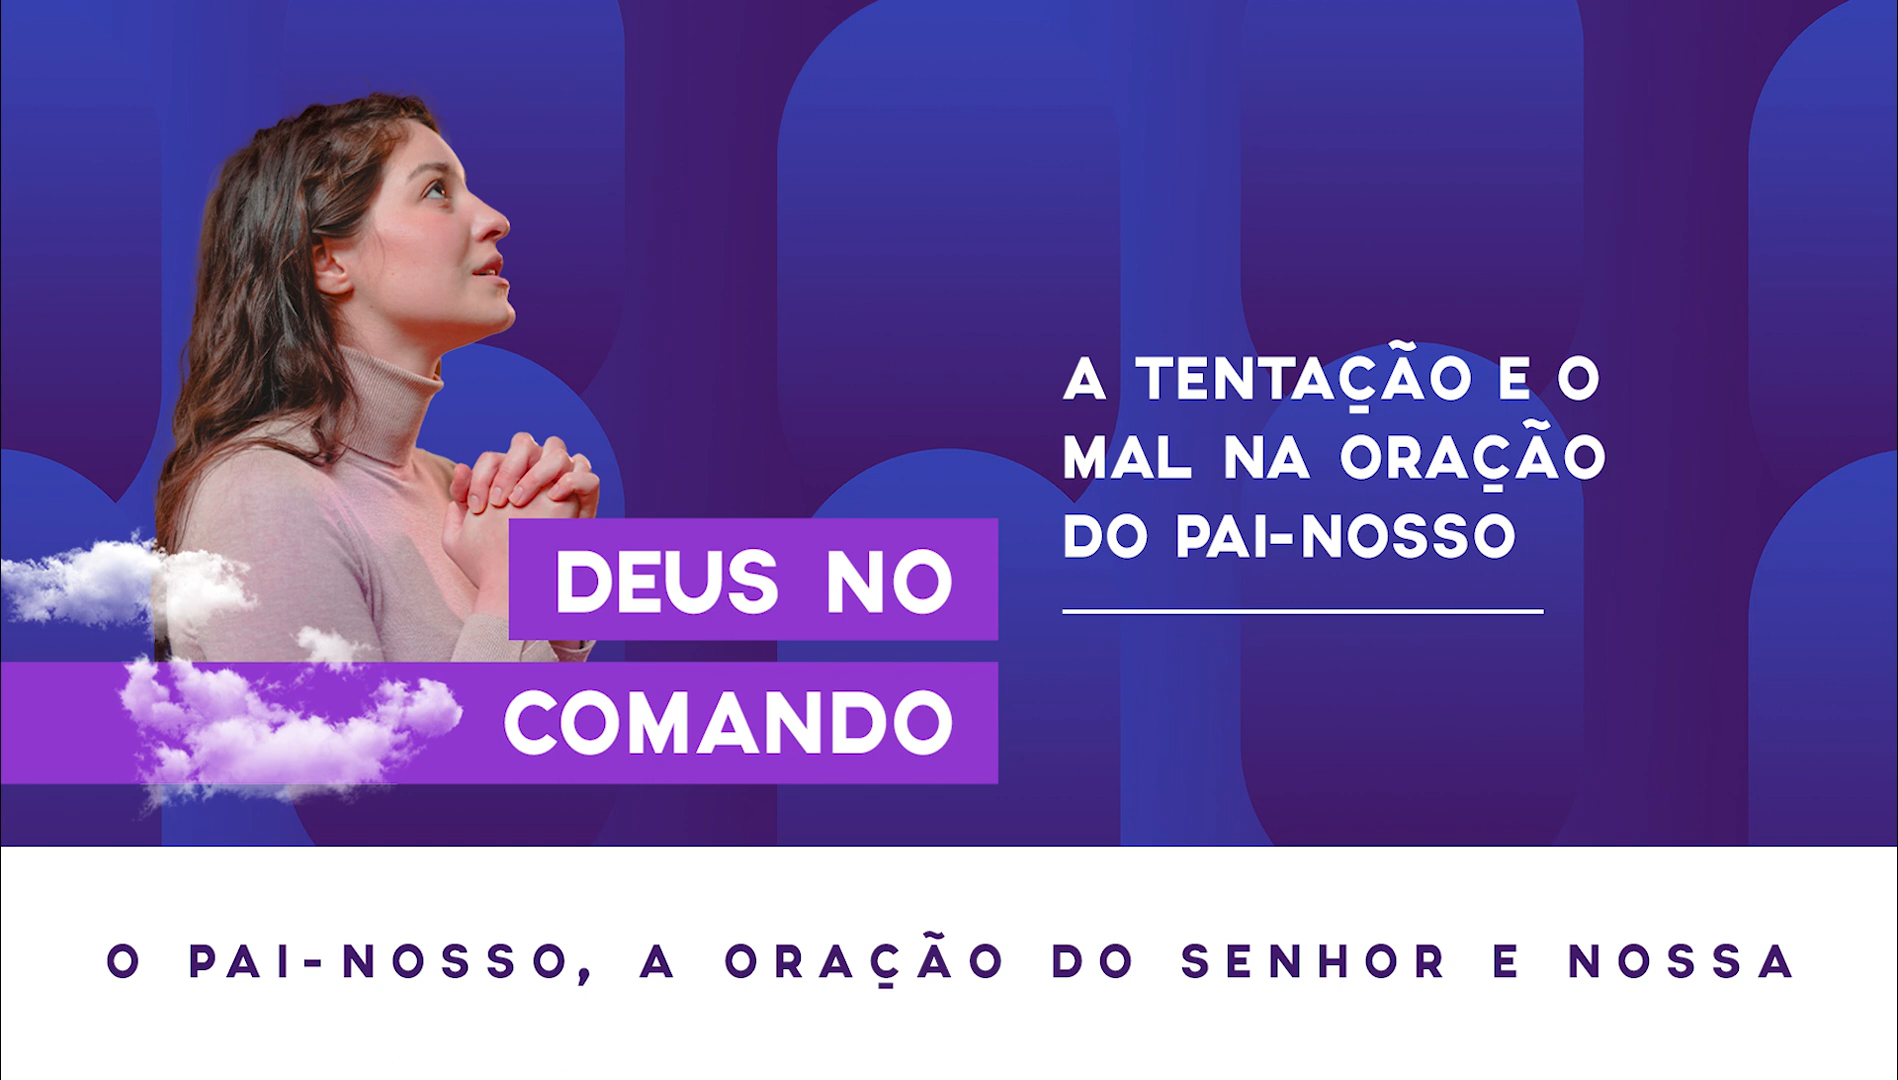 A TENTAÇÃO E O
MAL NA ORAÇÃO
DO PAI-NOSSO
DEUS NO
COMANDO
O PAI-NOSSO, A ORAÇÃO DO SENHOR E NOSSA